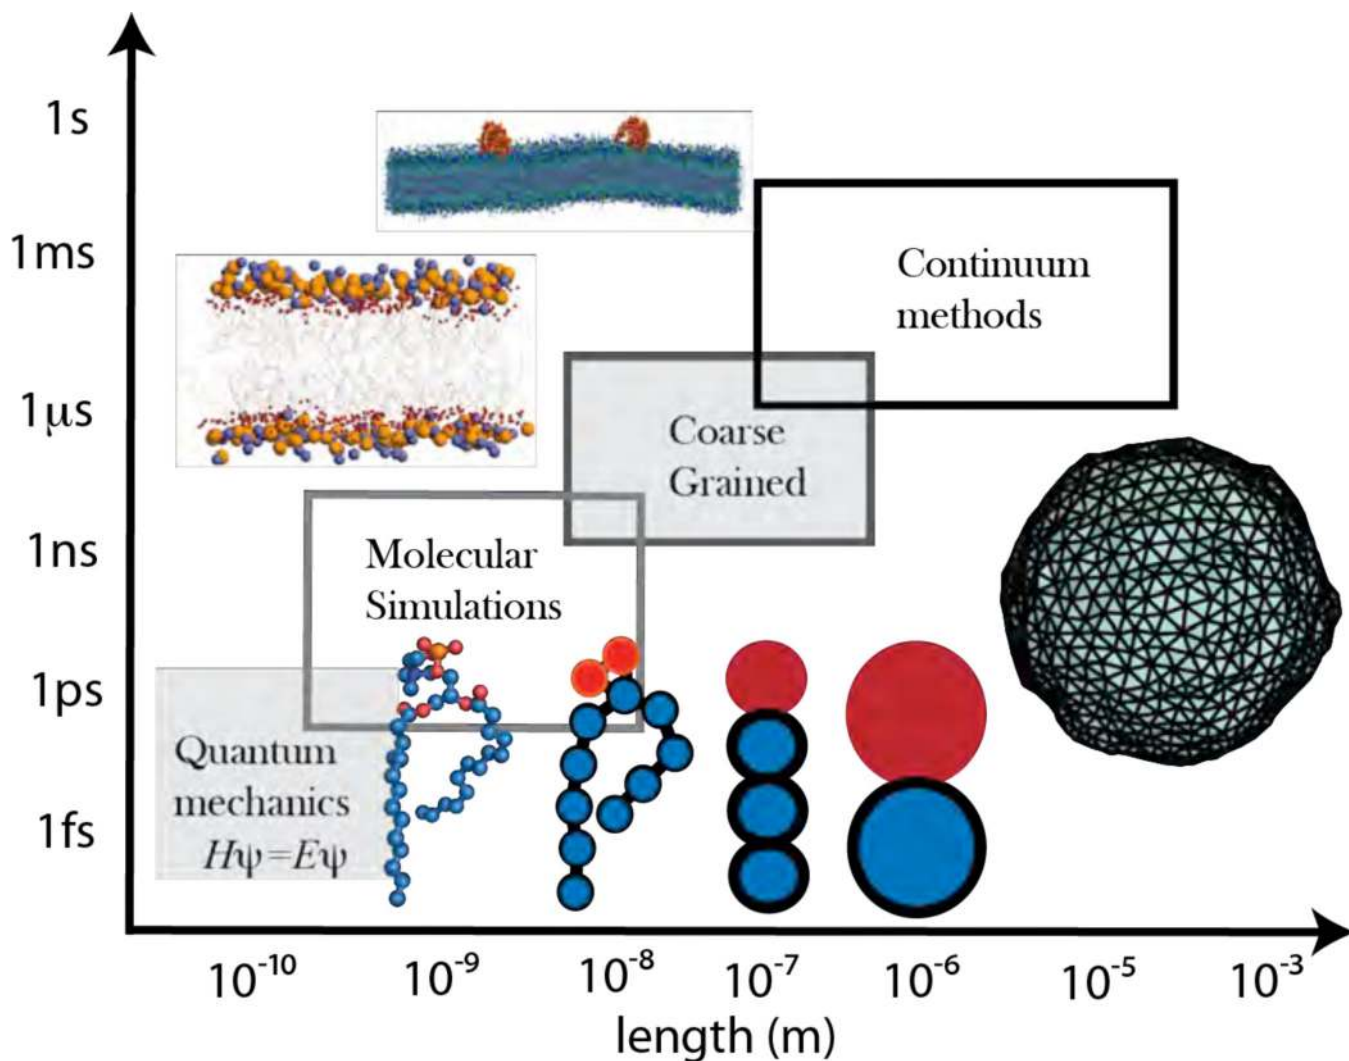 1s
1ms
1μs
1ns
1ps
1fs
Continuum
methods
Coarse
Grained
Molecular
Simulations
Quantum
mechanics
Hψ=Eψ
10⁻¹⁰ 10⁻⁹ 10⁻⁸ 10⁻⁷ 10⁻⁶ 10⁻⁵ 10⁻³
length (m)